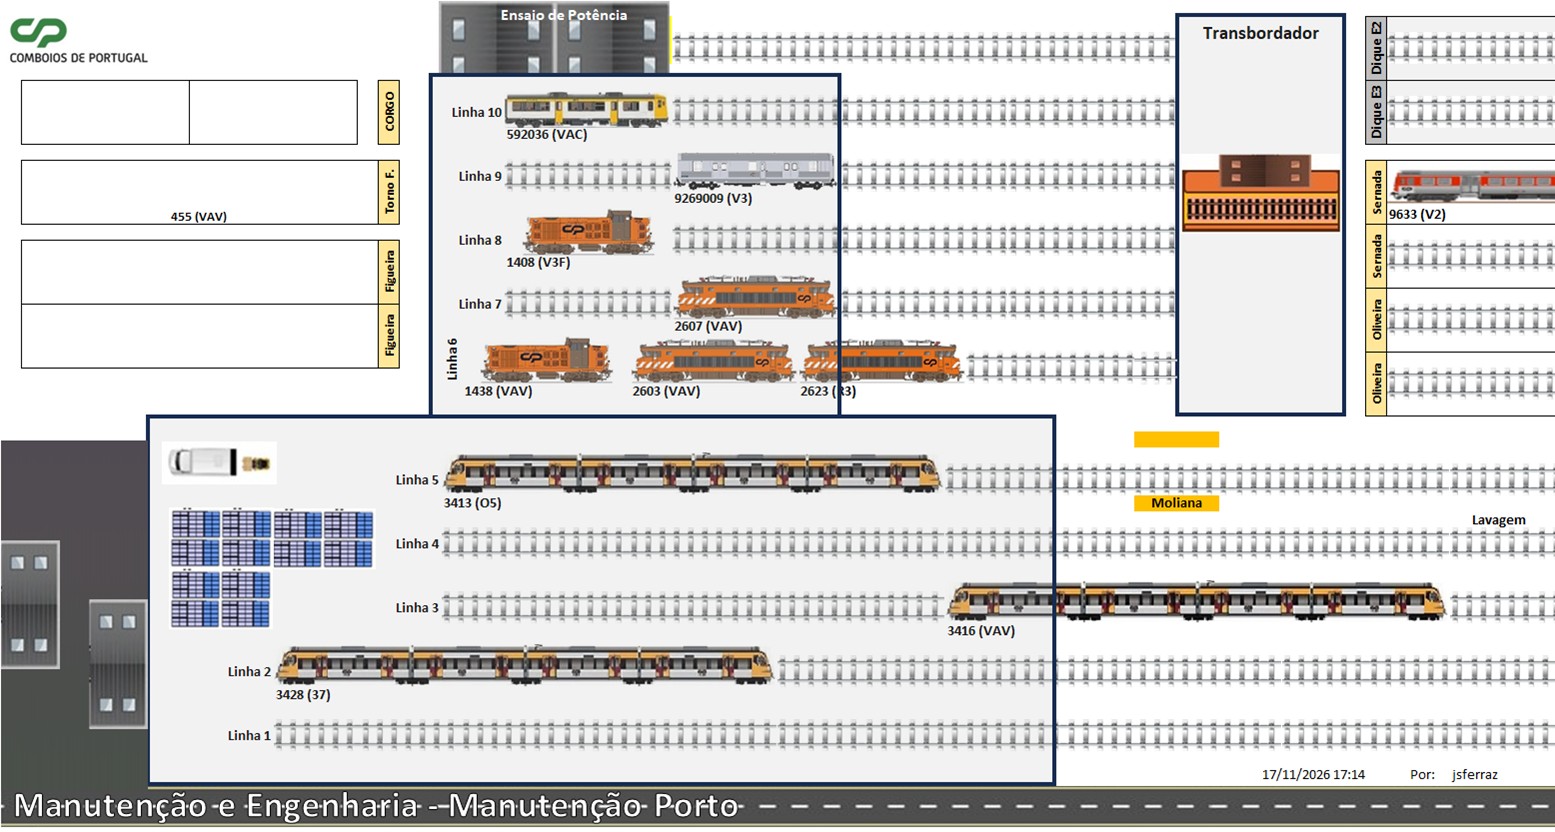 Ensaio de Potência
Transbordador
Dique E2
Dique E3
CP
COMBOIOS DE PORTUGAL
CORGO
Linha 10
592036 (VAC)
Torno F.
455 (VAV)
Linha 9
9269009 (V3)
Sernada
9633 (V2)
Linha 8
1408 (V3F)
Sernada
Figueira
Linha 7
2607 (VAV)
Oliveira
Figueira
Linha 6
1438 (VAV)
2603 (VAV)
2623 (R3)
Oliveira
Linha 5
3413 (O5)
Moliana
Lavagem
Linha 4
Linha 3
3416 (VAV)
Linha 2
3428 (37)
Linha 1
17/11/2026 17:14 Por: jsferraz
Manutenção e Engenharia - Manutenção Porto